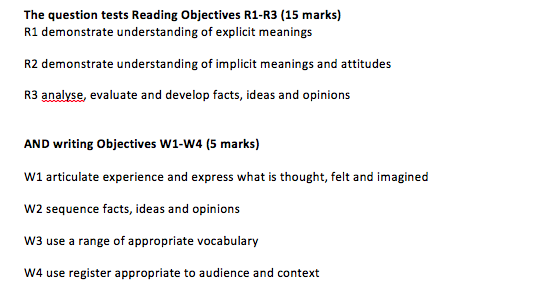 The question tests Reading Objectives R1-R3 (15 marks)
R1 demonstrate understanding of explicit meanings
R2 demonstrate understanding of implicit meanings and attitudes
R3 analyse, evaluate and develop facts, ideas and opinions
AND writing Objectives W1-W4 (5 marks)
W1 articulate experience and express what is thought, felt and imagined
W2 sequence facts, ideas and opinions
W3 use a range of appropriate vocabulary
W4 use register appropriate to audience and context